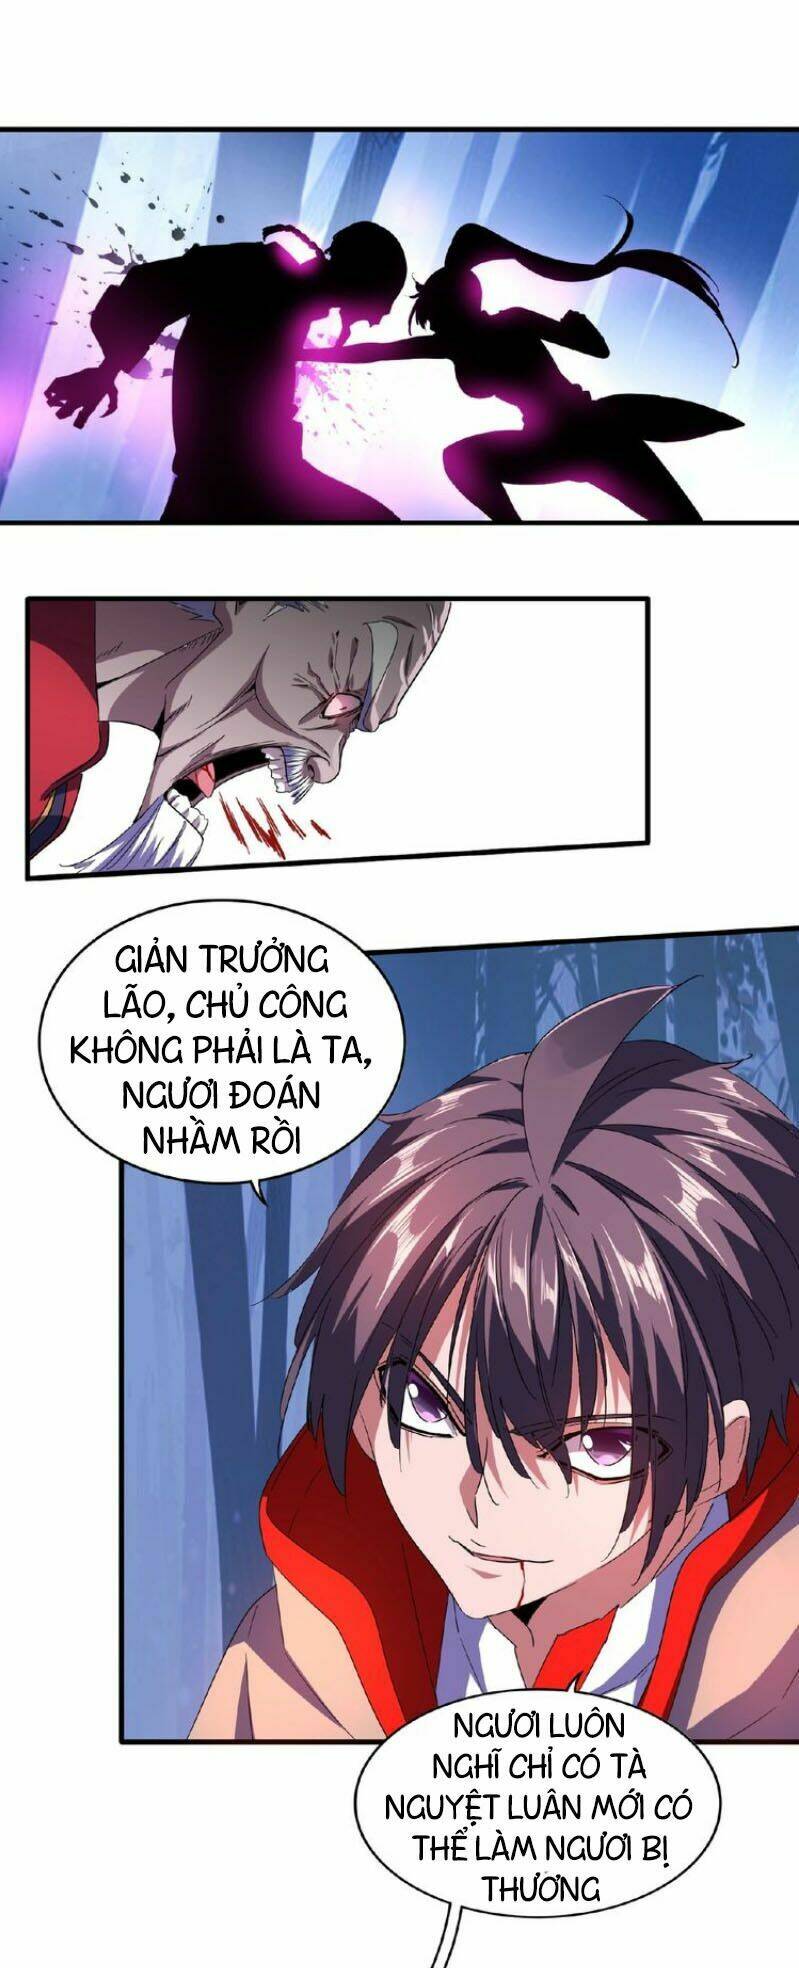 GIẢN TRƯỞNG
LÃO, CHỦ CÔNG
KHÔNG PHẢI LÀ TA,
NGƯƠI ĐOÁN
NHẦM RỒI
NGƯƠI LUÔN
NGHĨ CHỈ CÓ TÀ
NGUYỆT LUÂN MỚI CÓ
THỂ LÀM NGƯƠI BỊ
THƯƠNG